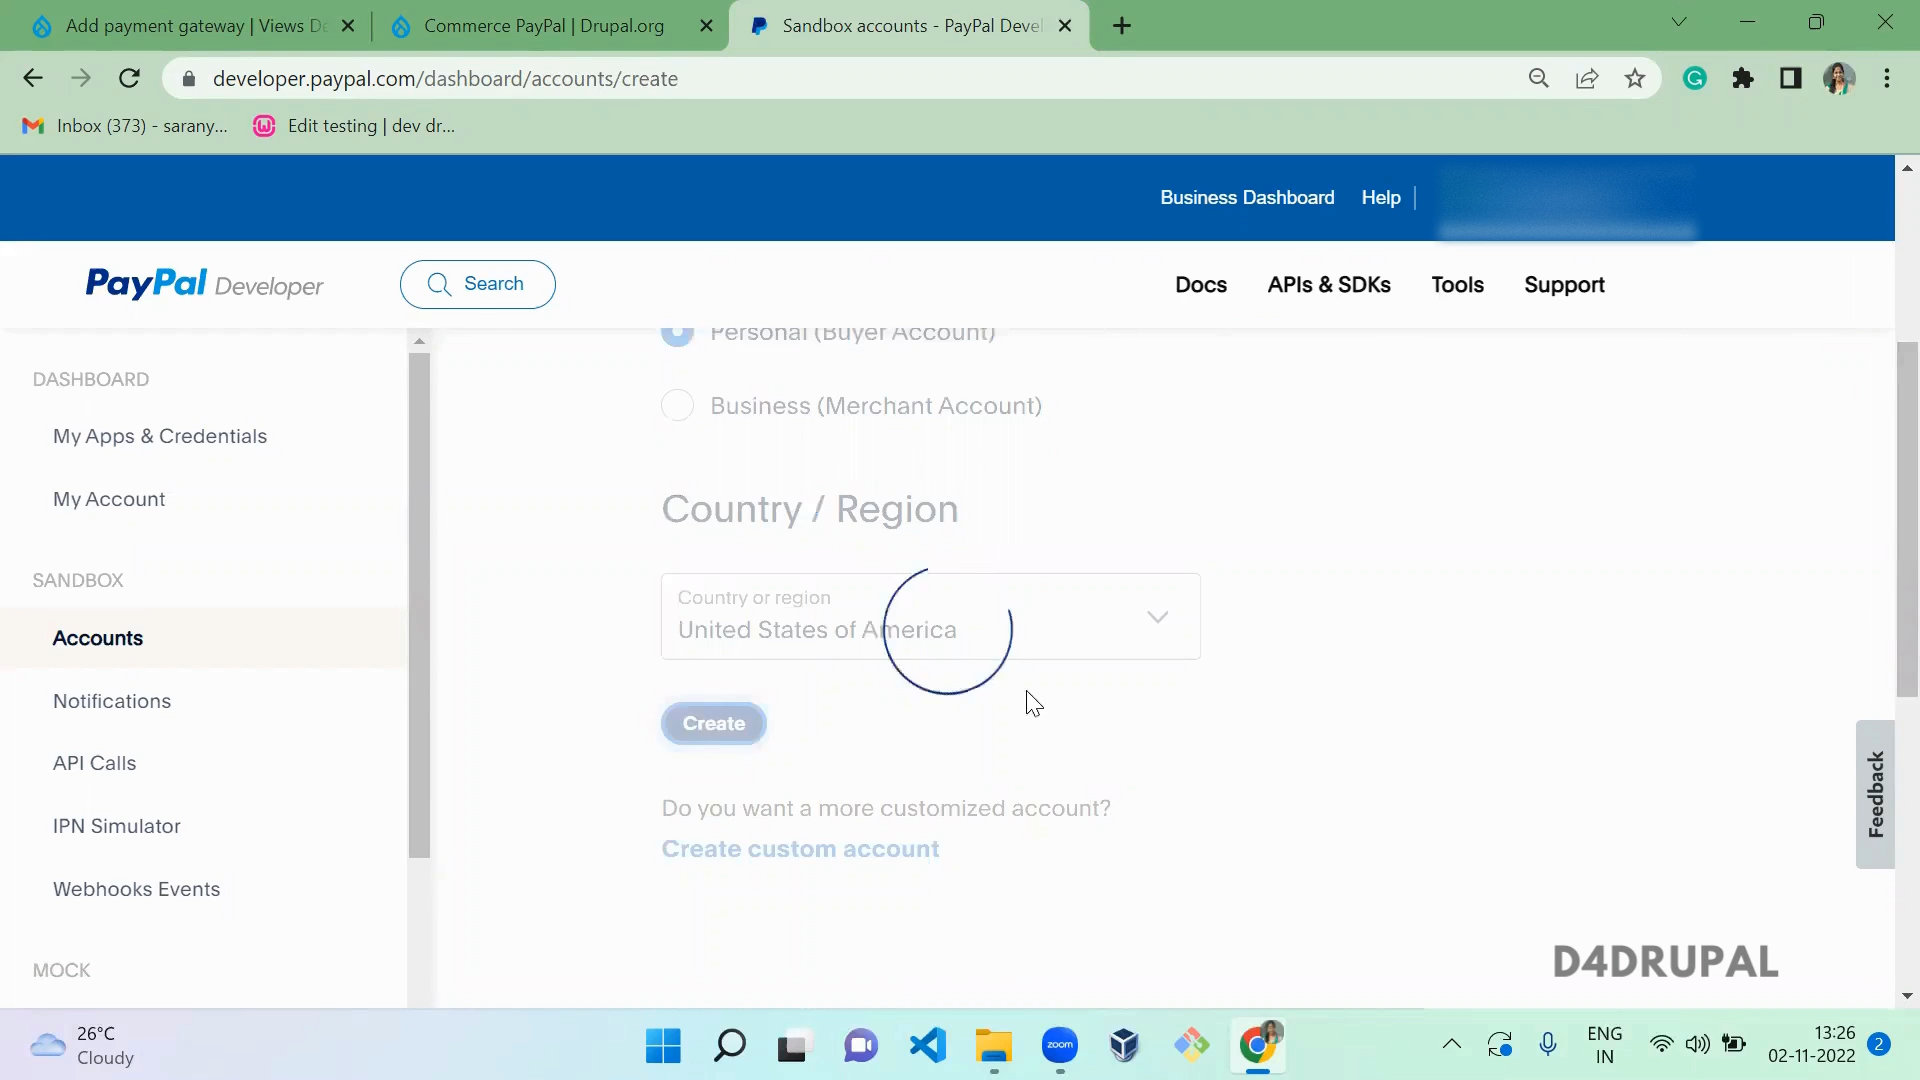 Add payment gateway | Views De
Commerce PayPal | Drupal.org
Sandbox accounts - PayPal Devel
developer.paypal.com/dashboard/accounts/create
Inbox (373) - sarany...
Edit testing | dev dr...
Business Dashboard
Help
PayPal Developer
Search
Docs
APIs & SDKs
Tools
Support
Personal (Buyer Account)
Business (Merchant Account)
Country / Region
Country or region
United States of America
Create
Do you want a more customized account?
Create custom account
DASHBOARD
My Apps & Credentials
My Account
SANDBOX
Accounts
Notifications
API Calls
IPN Simulator
Webhooks Events
MOCK
Feedback
D4DRUPAL
26°C
Cloudy
zoom
ENG
IN
13:26
02-11-2022
2